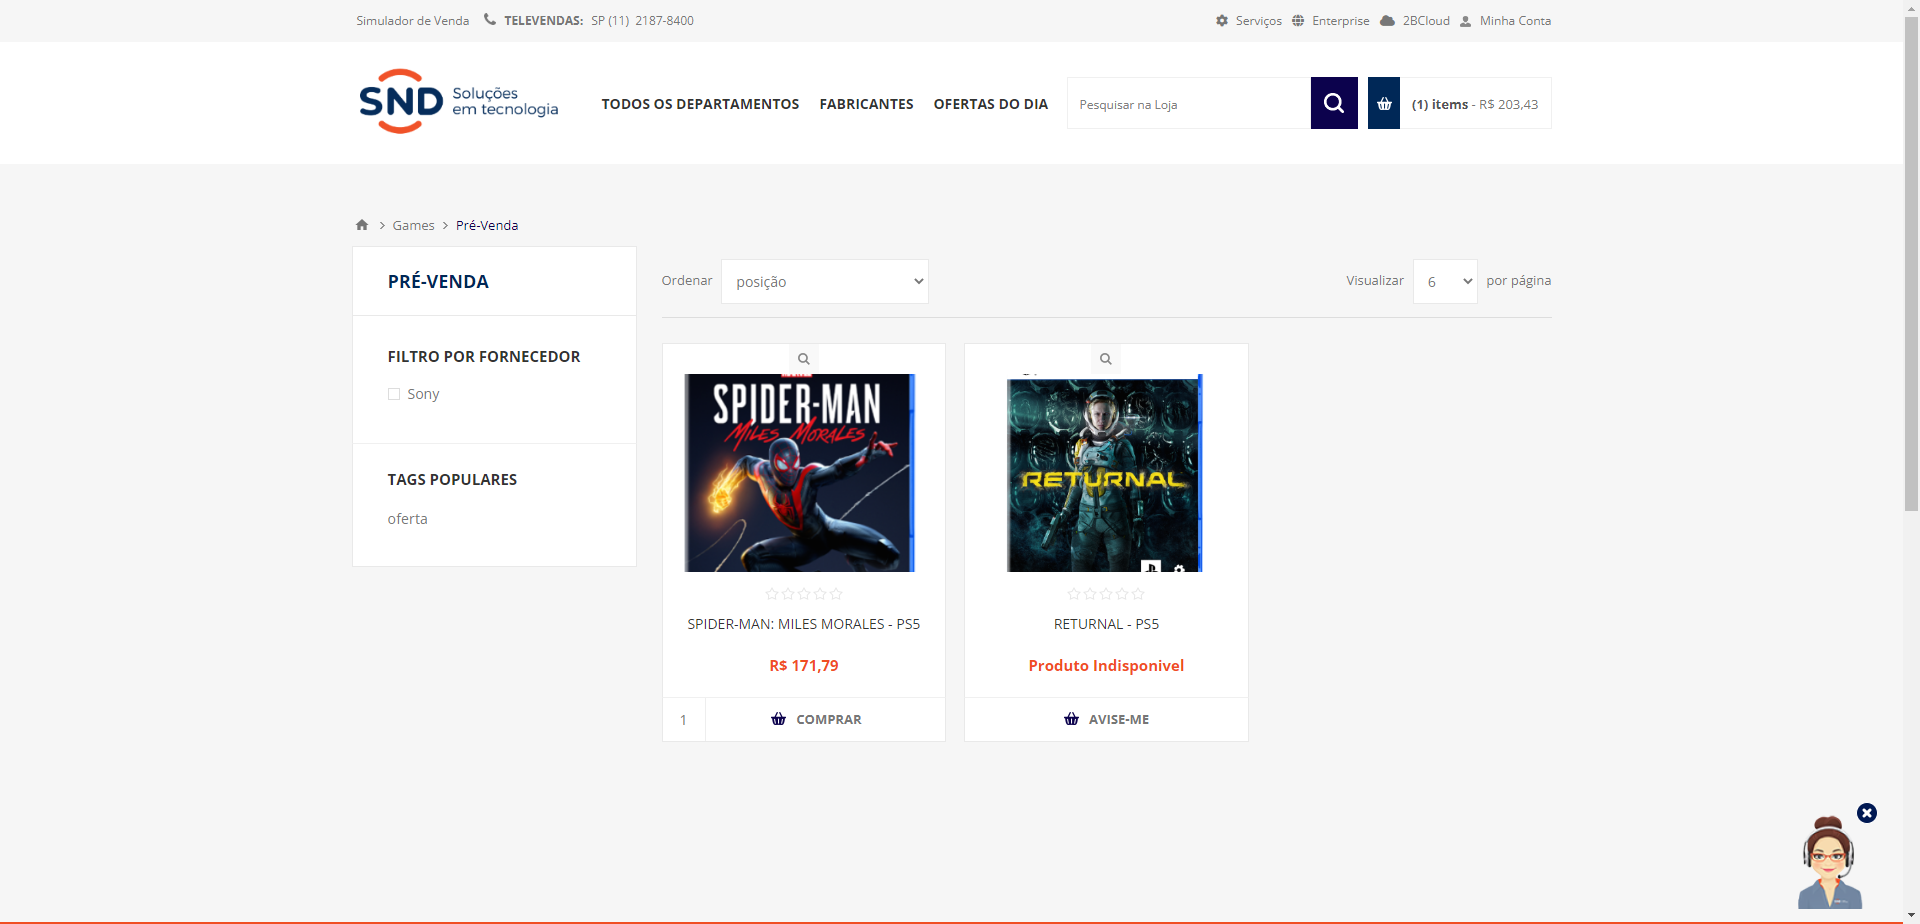 Simulador de Venda TELEVENDAS: SP (11) 2187-8400 Serviços Enterprise 2BCloud Minha Conta
SND Soluções em tecnologia
TODOS OS DEPARTAMENTOS FABRICANTES OFERTAS DO DIA Pesquisar na Loja (1) items - R$ 203,43
Games Pré-Venda
PRÉ-VENDA
FILTRO POR FORNECEDOR
Sony
TAGS POPULARES
oferta
Ordenar posição Visualizar 6 por página
SPIDER-MAN
MILES MORALES
SPIDER-MAN: MILES MORALES - PS5
R$ 171,79
1 COMPRAR
RETURNAL
RETURNAL - PS5
Produto Indisponivel
AVISE-ME